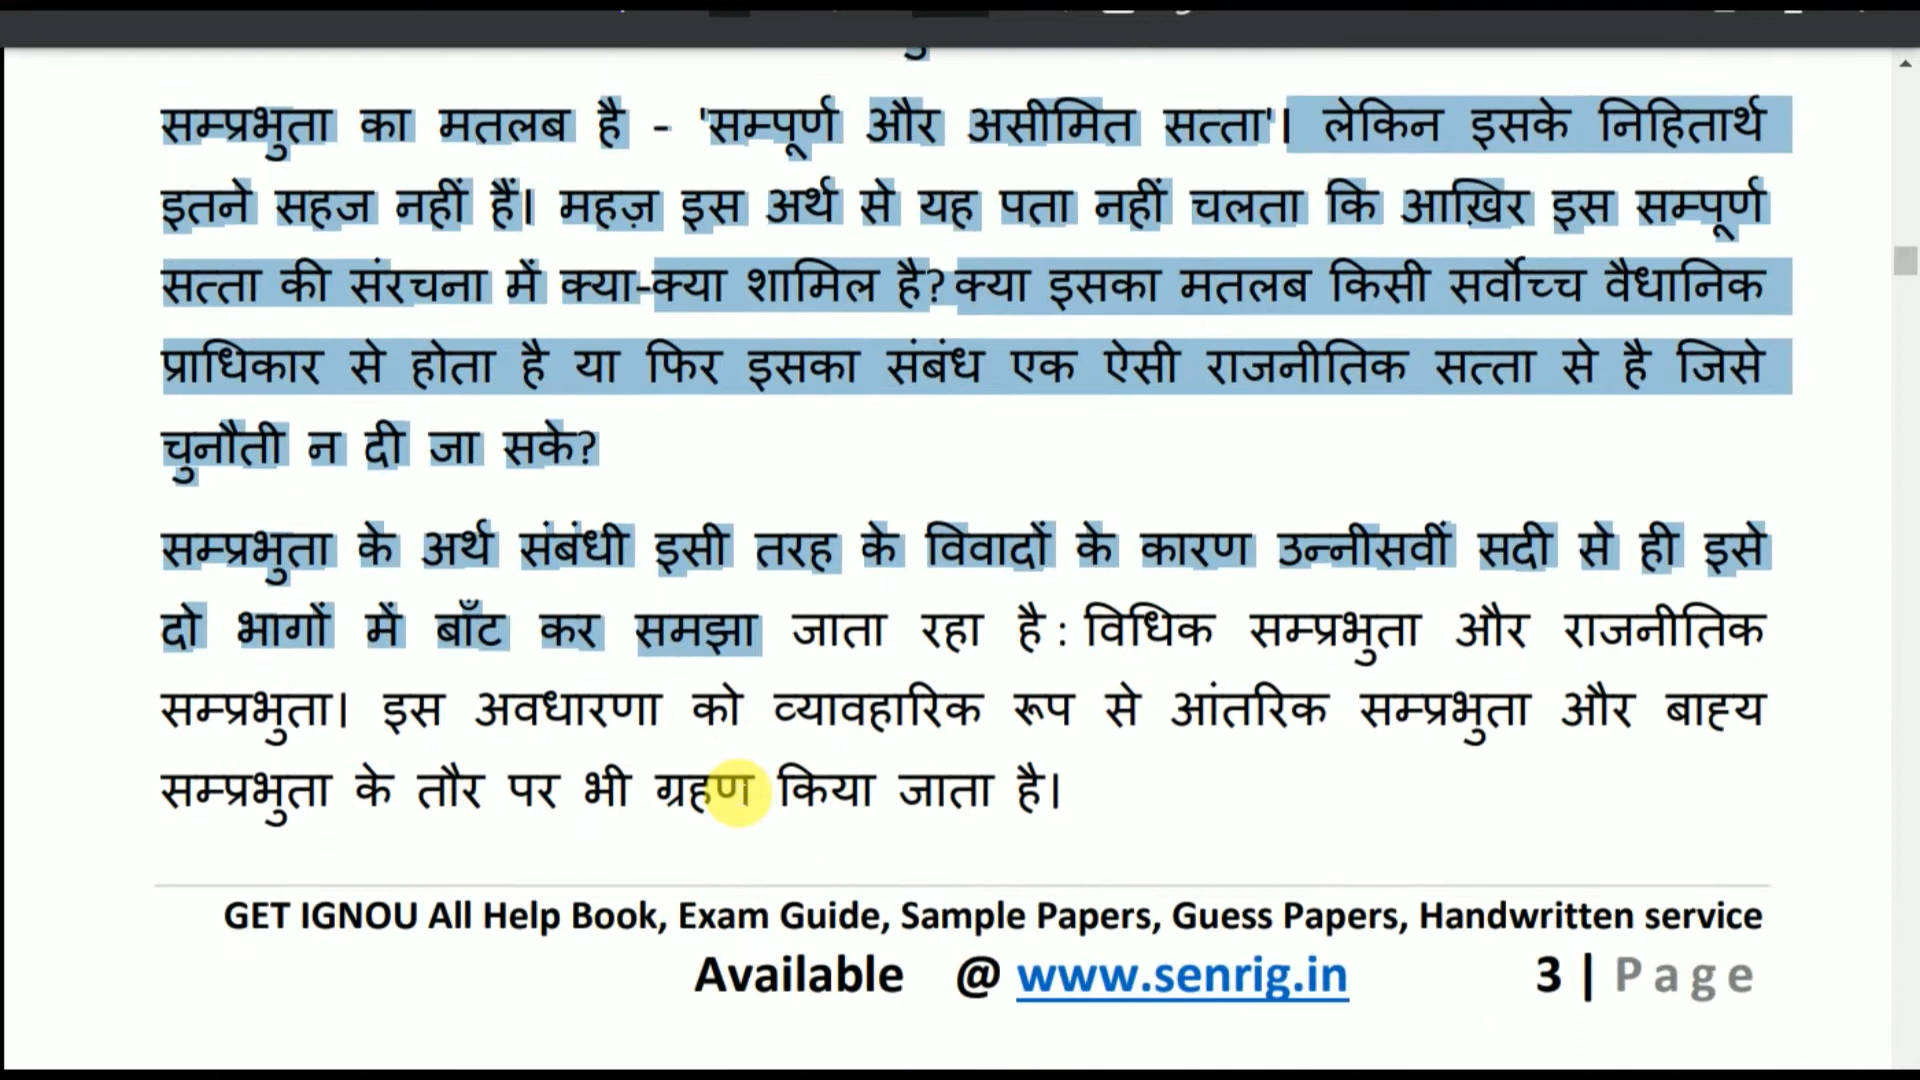 सम्प्रभुता का मतलब है - 'सम्पूर्ण और असीमित सत्ता'। लेकिन इसके निहितार्थ
इतने सहज नहीं हैं। महज़ इस अर्थ से यह पता नहीं चलता कि आख़िर इस सम्पूर्ण
सत्ता की संरचना में क्या-क्या शामिल है? क्या इसका मतलब किसी सर्वोच्च वैधानिक
प्राधिकार से होता है या फिर इसका संबंध एक ऐसी राजनीतिक सत्ता से है जिसे
चुनौती न दी जा सके?
सम्प्रभुता के अर्थ संबंधी इसी तरह के विवादों के कारण उन्नीसवीं सदी से ही इसे
दो भागों में बाँट कर समझा जाता रहा है : विधिक सम्प्रभुता और राजनीतिक
सम्प्रभुता। इस अवधारणा को व्यावहारिक रूप से आंतरिक सम्प्रभुता और बाह्य
सम्प्रभुता के तौर पर भी ग्रहण किया जाता है।
GET IGNOU All Help Book, Exam Guide, Sample Papers, Guess Papers, Handwritten service
Available @ www.senrig.in 3 | Page